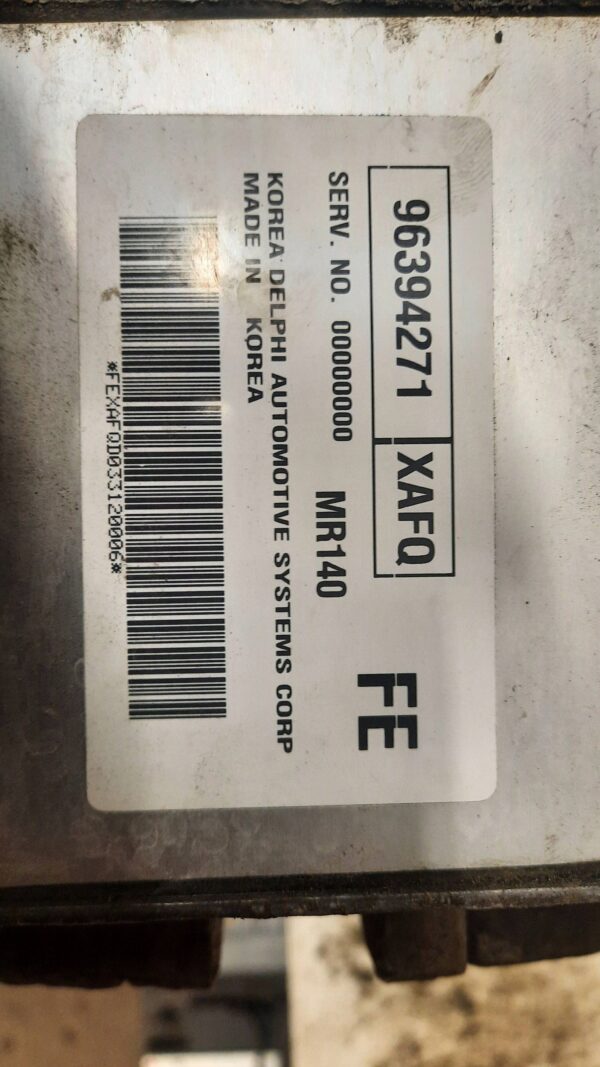 96394271 XAFQ
FE
SERV. NO. 00000000 MR140
KOREA DELPHI AUTOMOTIVE SYSTEMS CORP
MADE IN KOREA
*FEXAFQD033120006*